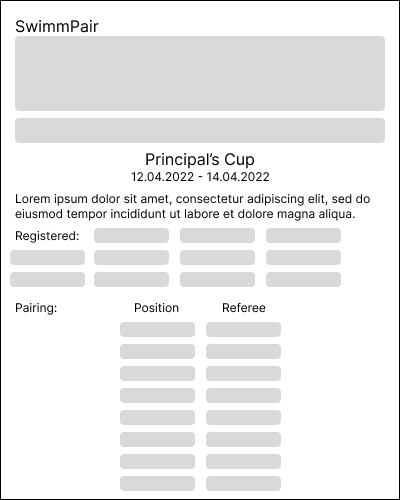 SwimmPair
Principal’s Cup
12.04.2022 - 14.04.2022
Lorem ipsum dolor sit amet, consectetur adipiscing elit, sed do
eiusmod tempor incididunt ut labore et dolore magna aliqua.
Registered:
Pairing: Position Referee